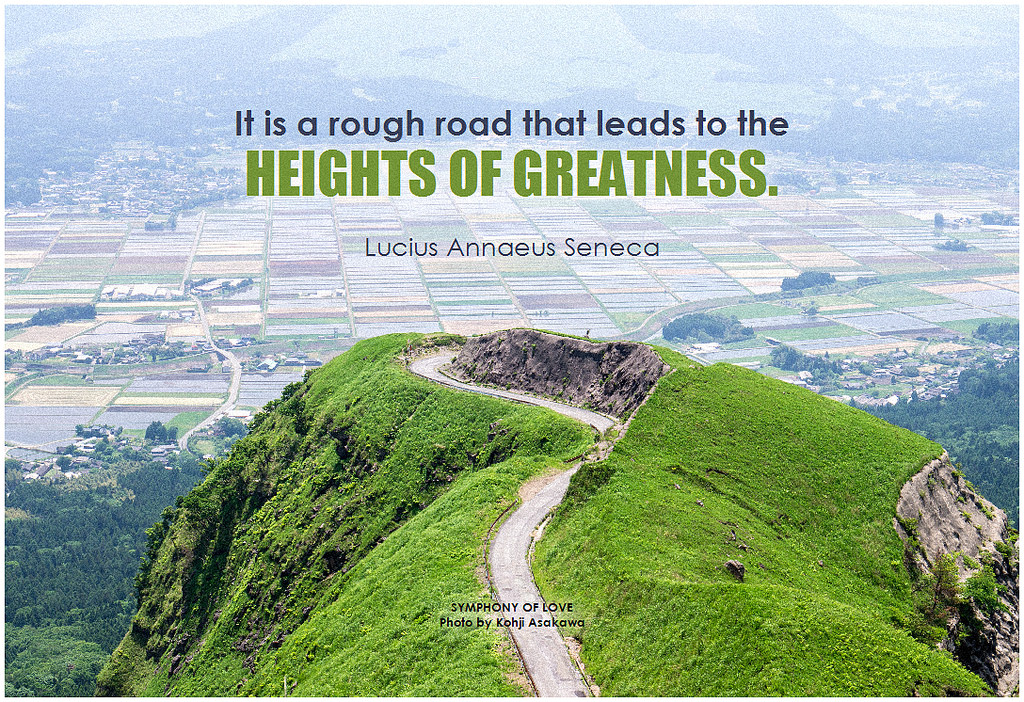 It is a rough road that leads to the
HEIGHTS OF GREATNESS.
Lucius Annaeus Seneca
SYMPHONY OF LOVE
Photo by Kohji Asakawa